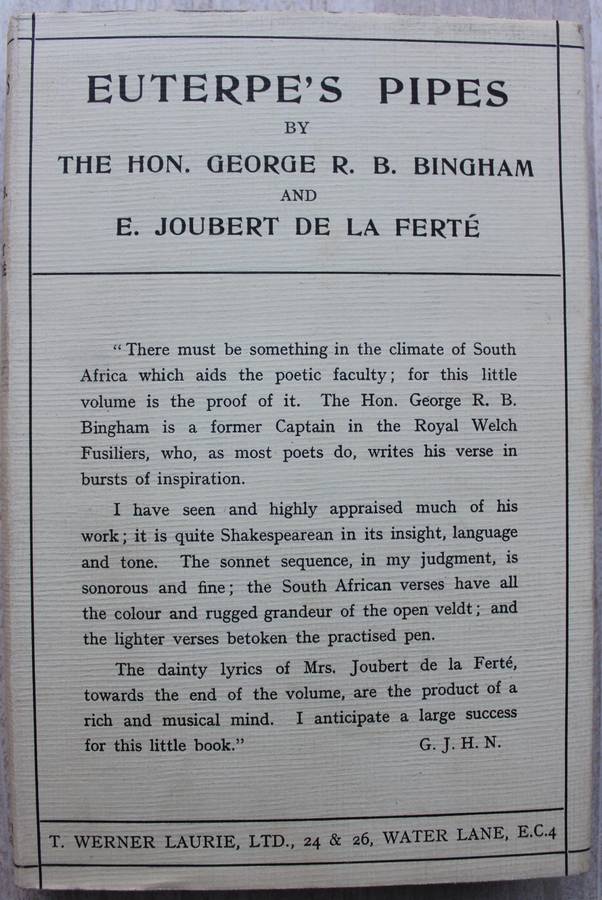 EUTERPE'S PIPES
BY
THE HON. GEORGE R. B. BINGHAM
AND
E. JOUBERT DE LA FERTÉ
“There must be something in the climate of South
Africa which aids the poetic faculty; for this little
volume is the proof of it. The Hon. George R. B.
Bingham is a former Captain in the Royal Welch
Fusiliers, who, as most poets do, writes his verse in
bursts of inspiration.
I have seen and highly appraised much of his
work; it is quite Shakespearean in its insight, language
and tone. The sonnet sequence, in my judgment, is
sonorous and fine; the South African verses have all
the colour and rugged grandeur of the open veldt; and
the lighter verses betoken the practised pen.
The dainty lyrics of Mrs. Joubert de la Ferté,
towards the end of the volume, are the product of a
rich and musical mind. I anticipate a large success
for this little book.” G. J. H. N.
T. WERNER LAURIE, LTD., 24 & 26, WATER LANE, E.C.4